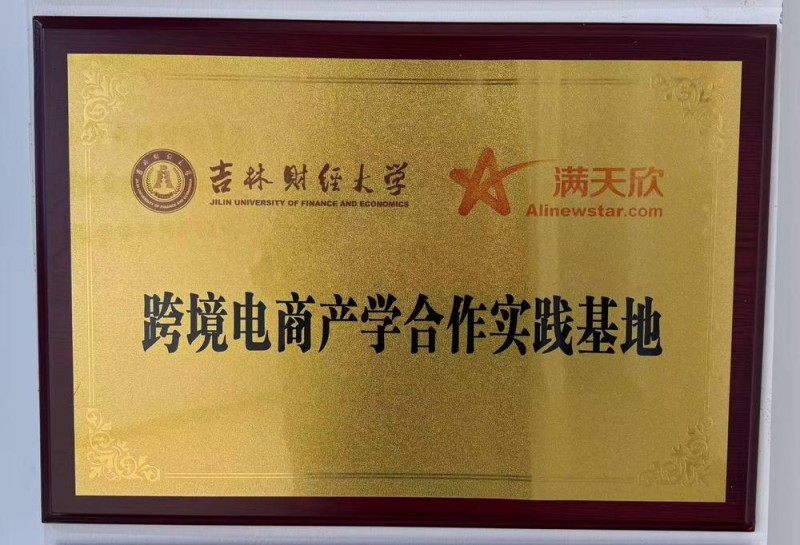 吉林财经大学
JILIN UNIVERSITY OF FINANCE AND ECONOMICS
满天欣
Alinewstar.com
跨境电商产学合作实践基地